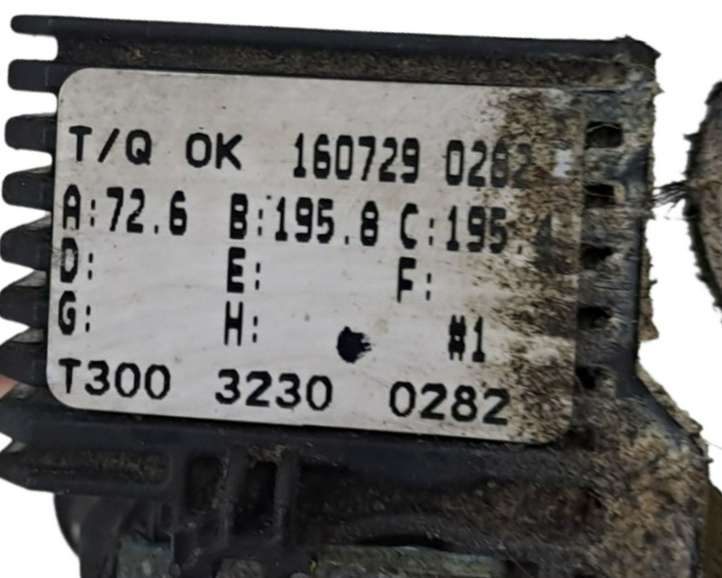 T/Q OK 160729 0282
A:72.6 B:195.8 C:195.
D: E: F:
G: H: #1
T300 3230 0282